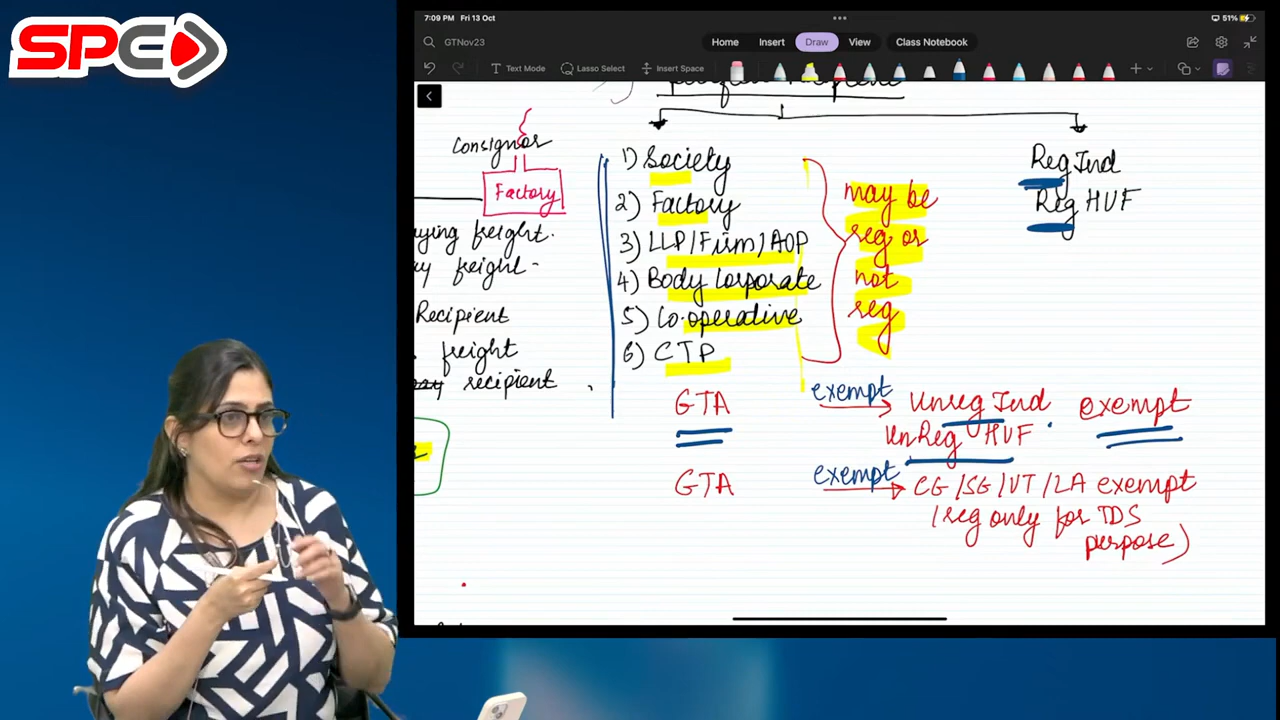 SPC
7:09 PM Fri 13 Oct
51%
GTNov23
Home Insert Draw View Class Notebook
Text Mode Lasso Select Insert Space
Consignor
Factory
aying freight.
freight -
Recipient
freight
recipient
1) Society
2) Factory
3) LLP/Firm/AOP
4) Body Corporate
5) Co.operative
6) CTP
may be
reg or
not
reg
Reg Ind
Reg HUF
GTA exempt Unreg Ind exempt
UnReg HUF
GTA exempt CG/SG/UT/LA exempt
(reg only for TDS
purpose)